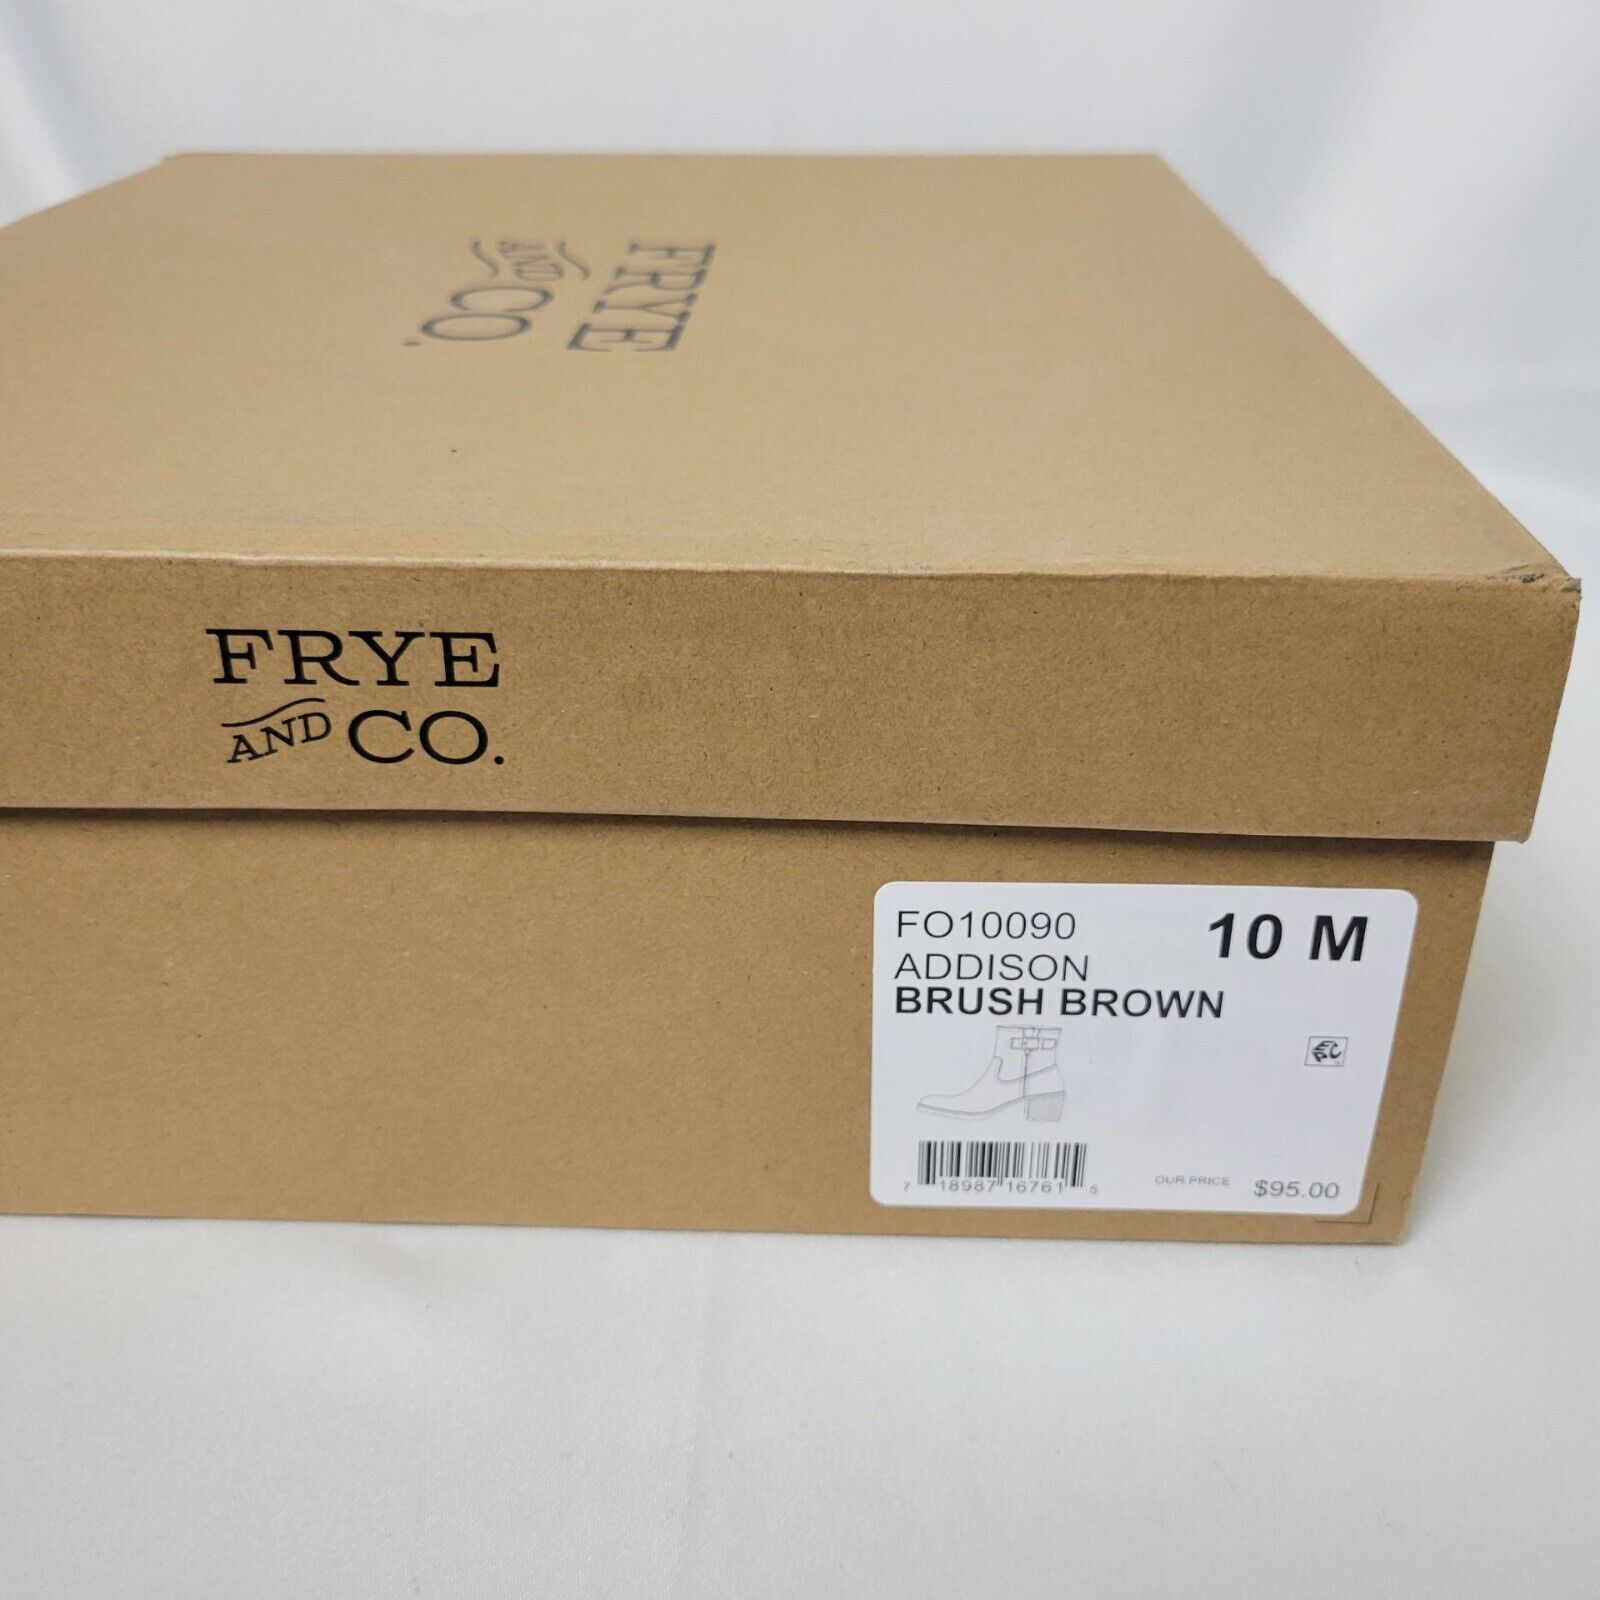 FRYE
AND CO.
FRYE
AND CO.
FO10090
10 M
ADDISON
BRUSH BROWN
7 18987 16761 5
OUR PRICE $95.00